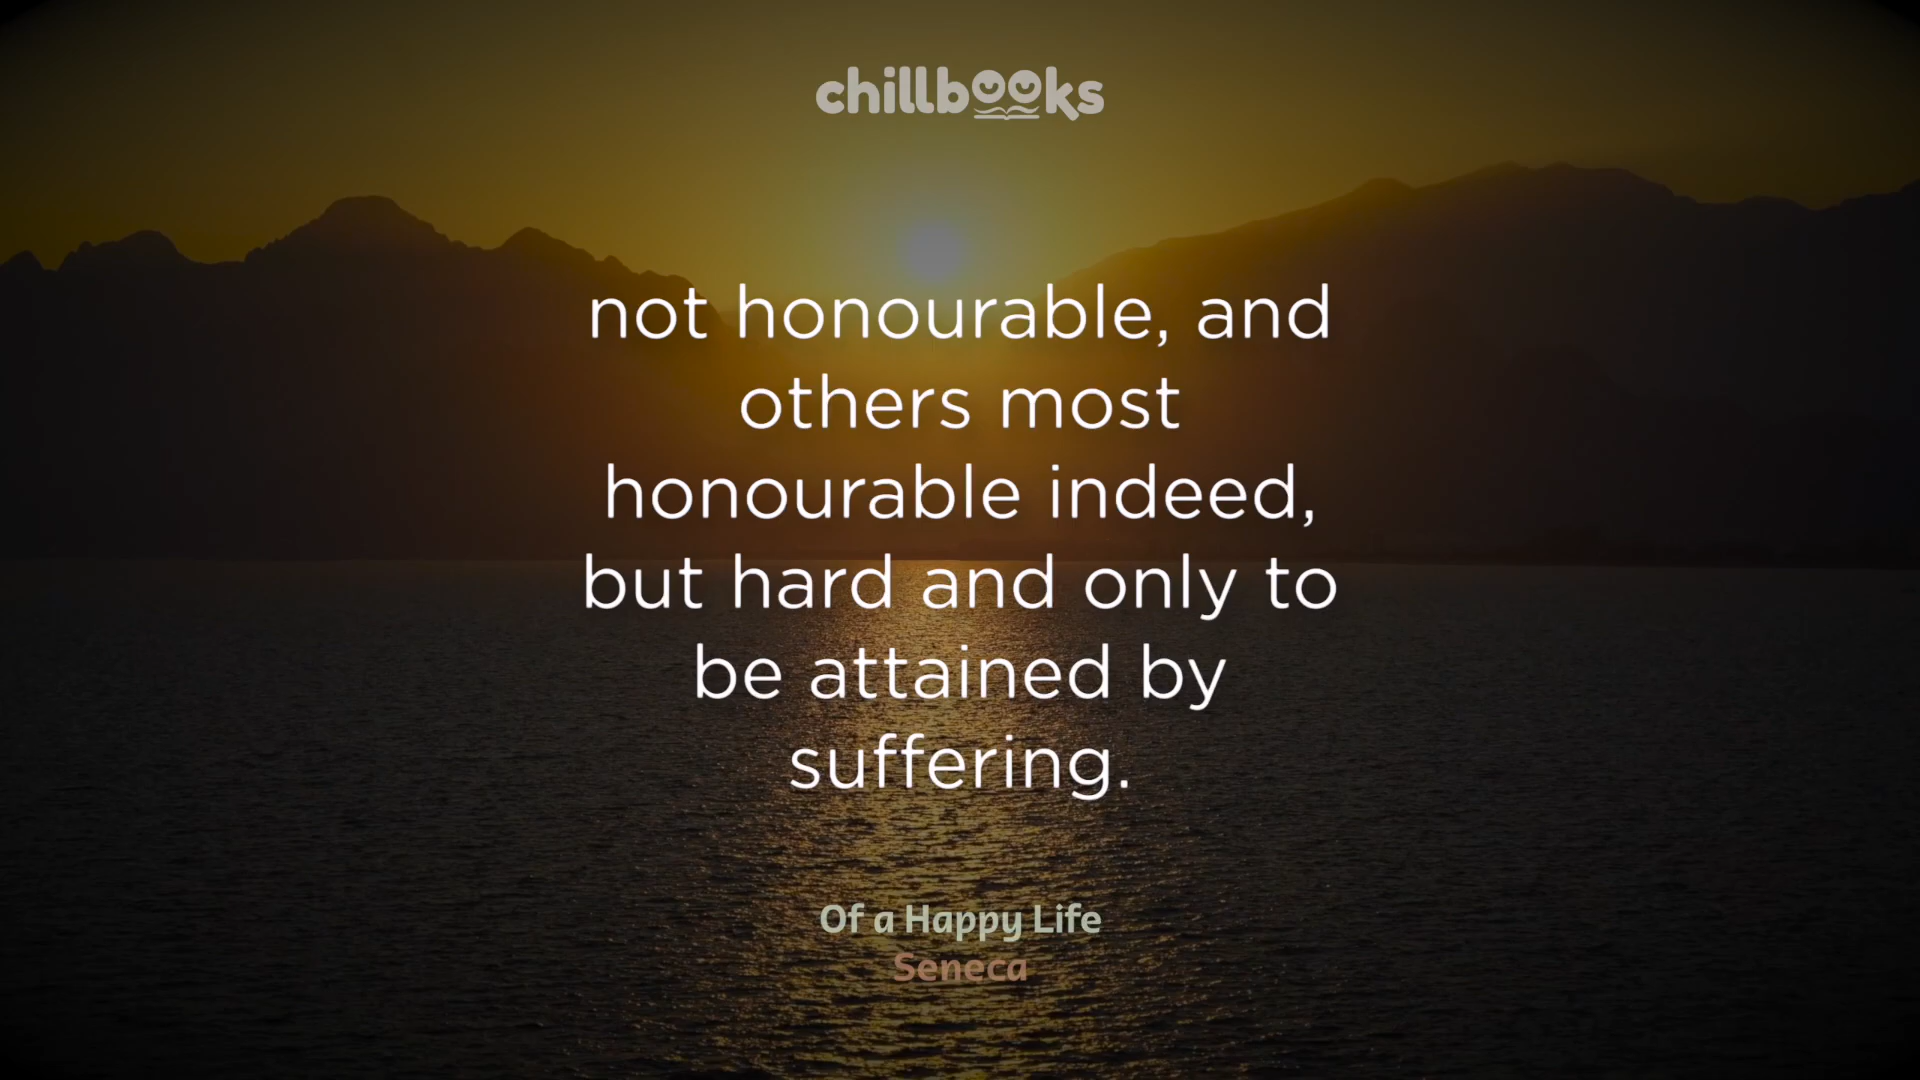 chillbooks
not honourable, and
others most
honourable indeed,
but hard and only to
be attained by
suffering.
Of a Happy Life
Seneca